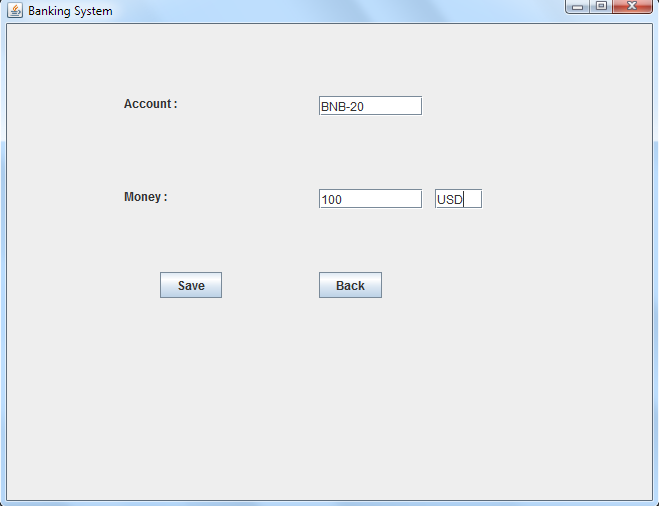 Banking System
Account :
BNB-20
Money :
100
USD
Save
Back